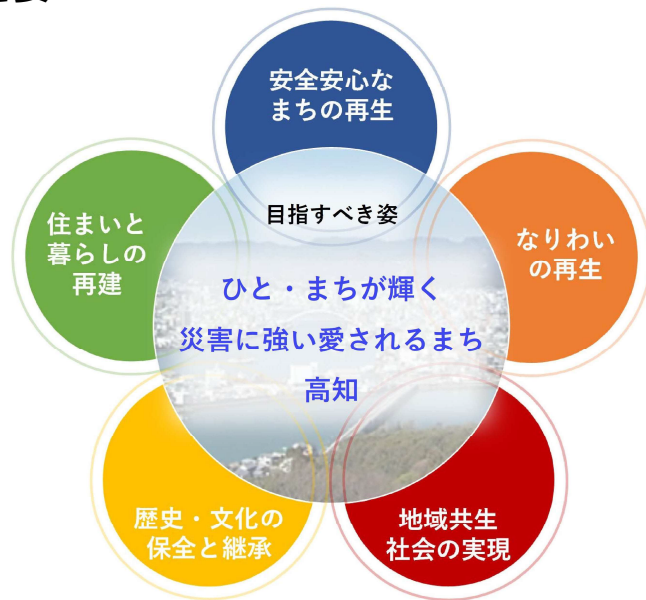 安全安心な
まちの再生
住まいと
暮らしの
再建
目指すべき姿
なりわい
の再生
ひと・まちが輝く
災害に強い愛されるまち
高知
歴史・文化の
保全と継承
地域共生
社会の実現